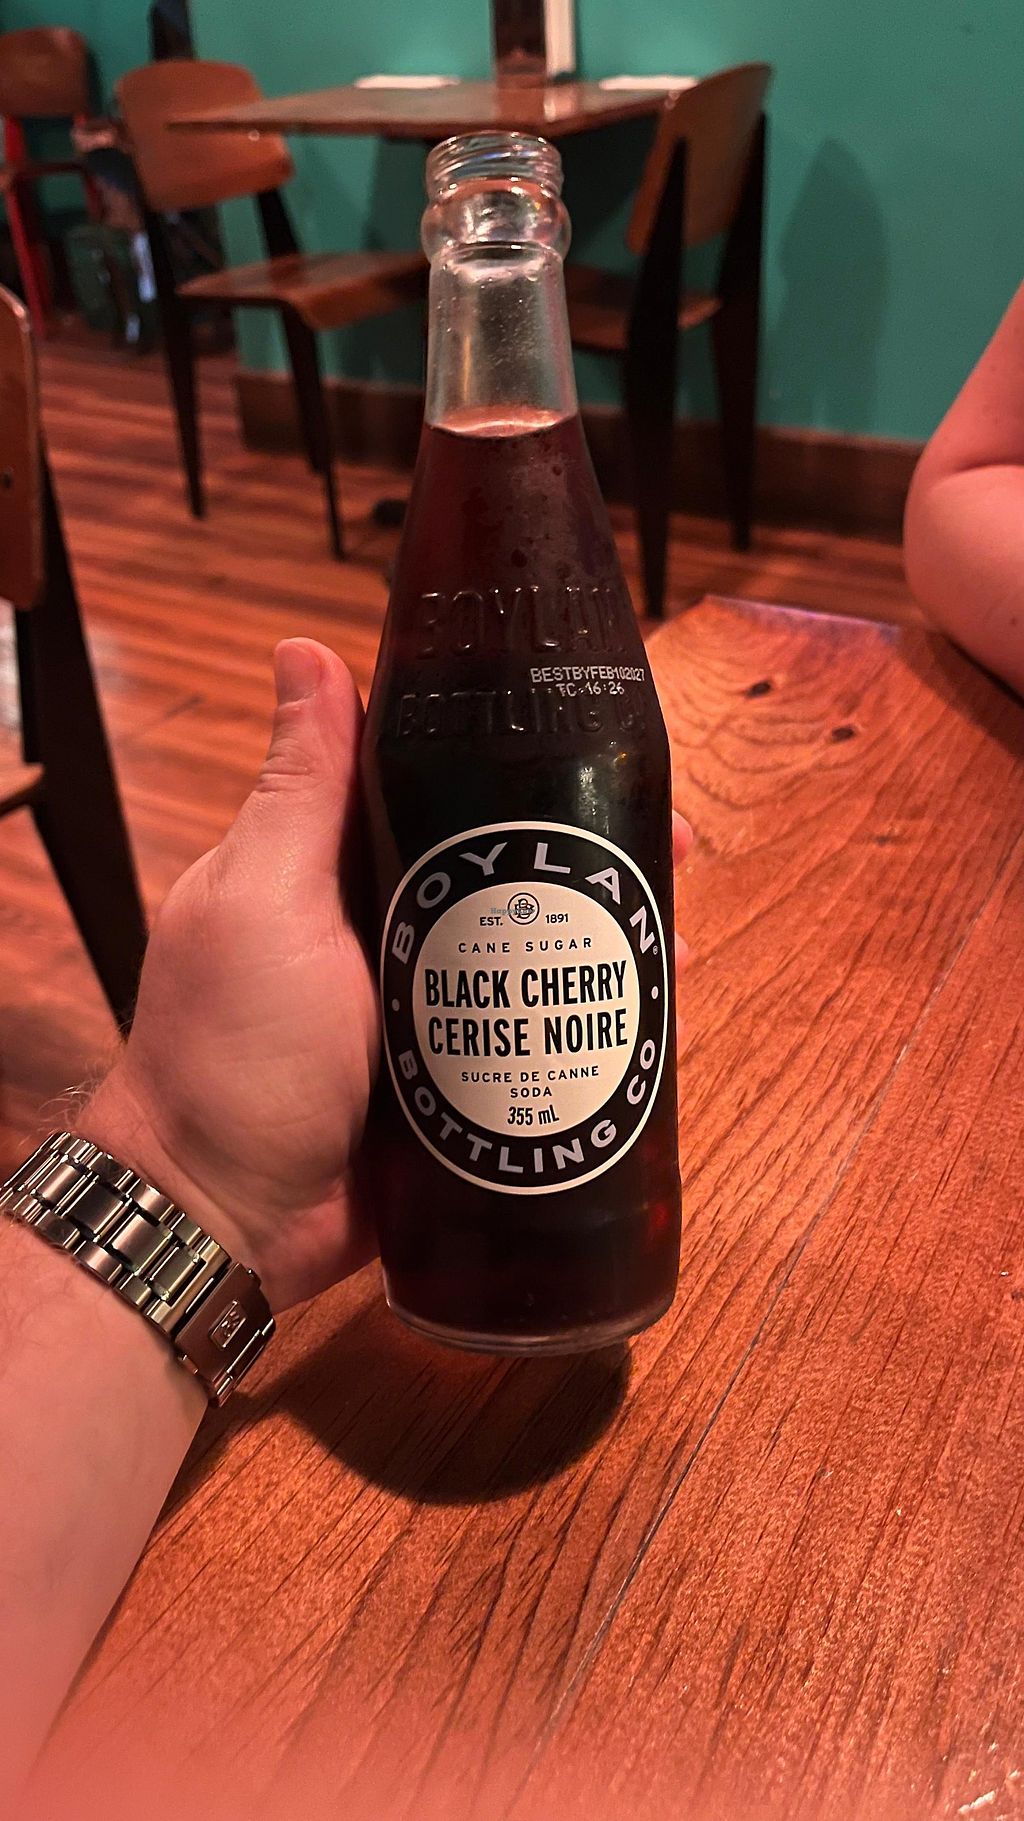 BOYLAN
BOTTLING C
BESTBYFEB102027
TC-16:26
BOYLAN®
EST. 1891
CANE SUGAR
BLACK CHERRY
CERISE NOIRE
SUCRE DE CANNE
SODA
355 mL
BOTTLING CO